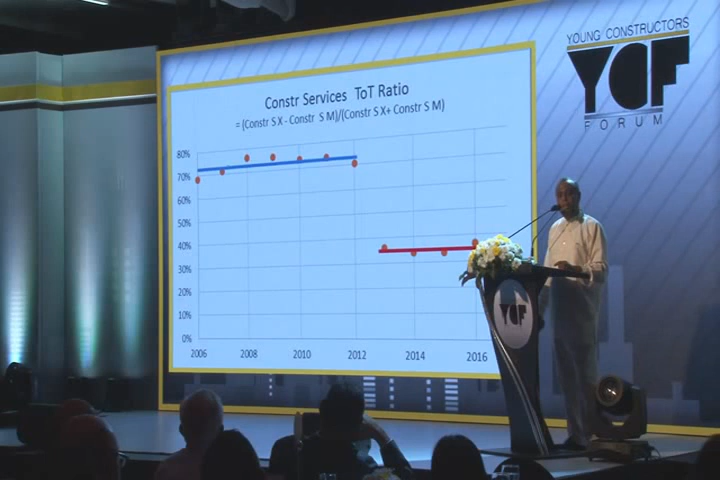 YOUNG CONSTRUCTORS
YCF
FORUM
Constr Services ToT Ratio
= (Constr S X - Constr S M)/(Constr S X+ Constr S M)
80%
70%
60%
50%
40%
30%
20%
10%
0%
2006
2008
2010
2012
2014
2016
YCF